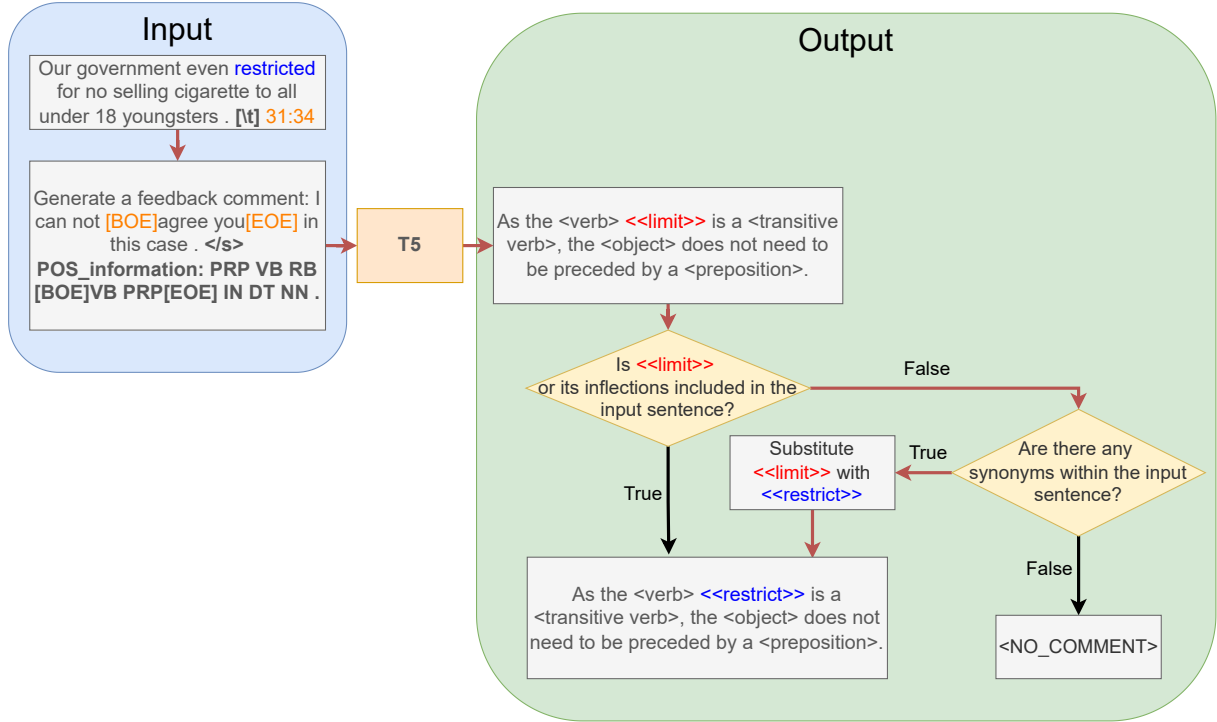 Input
Our government even restricted
for no selling cigarette to all
under 18 youngsters . [\t] 31:34
Generate a feedback comment: I
can not [BOE]agree you[EOE] in
this case . </s>
POS_information: PRP VB RB
[BOE]VB PRP[EOE] IN DT NN .
T5
Output
As the <verb> <<limit>> is a <transitive
verb>, the <object> does not need to
be preceded by a <preposition>.
Is <<limit>>
or its inflections included in the
input sentence?
False
Are there any
synonyms within the input
sentence?
True
Substitute
<<limit>> with
<<restrict>>
True
False
As the <verb> <<restrict>> is a
<transitive verb>, the <object> does not
need to be preceded by a <preposition>.
<NO_COMMENT>